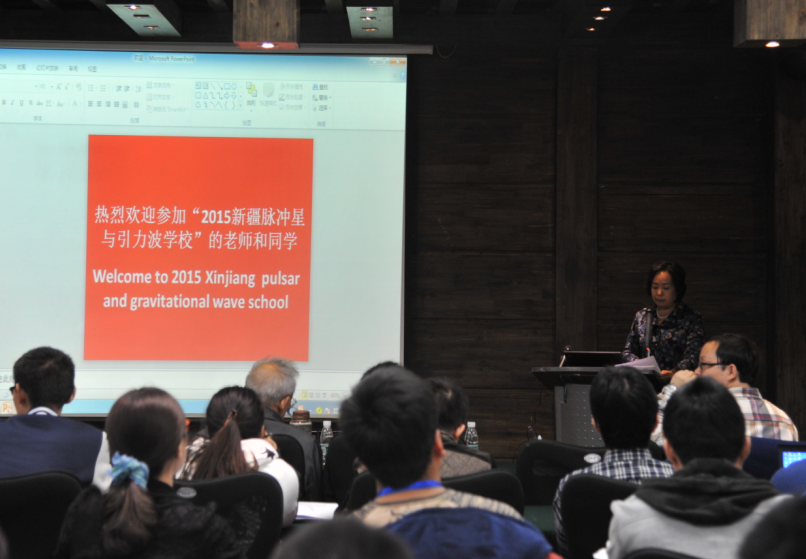 热烈欢迎参加“2015新疆脉冲星
与引力波学校”的老师和同学
Welcome to 2015 Xinjiang pulsar
and gravitational wave school